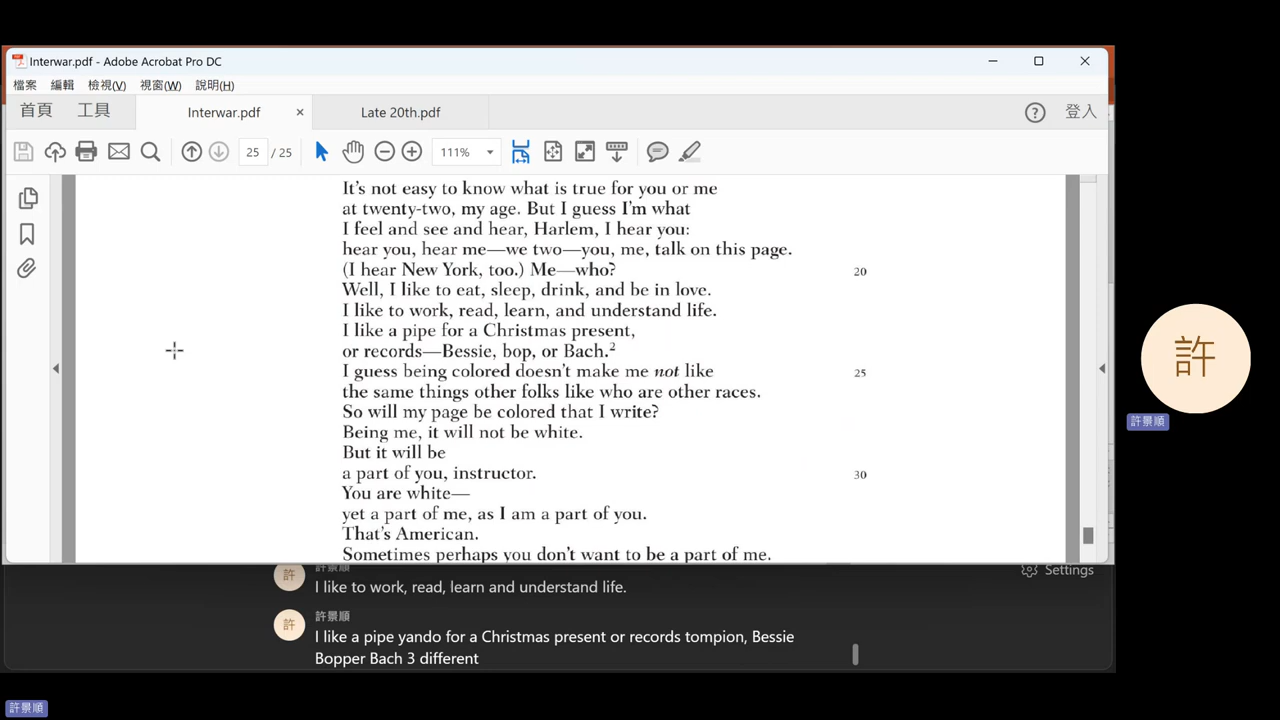 Interwar.pdf - Adobe Acrobat Pro DC
檔案 編輯 檢視(V) 視窗(W) 說明(H)
首頁 工具 Interwar.pdf × Late 20th.pdf ? 登入
25 / 25 111%
It's not easy to know what is true for you or me
at twenty-two, my age. But I guess I'm what
I feel and see and hear, Harlem, I hear you:
hear you, hear me—we two—you, me, talk on this page.
(I hear New York, too.) Me—who? 20
Well, I like to eat, sleep, drink, and be in love.
I like to work, read, learn, and understand life.
I like a pipe for a Christmas present,
or records—Bessie, bop, or Bach.²
I guess being colored doesn't make me not like 25
the same things other folks like who are other races.
So will my page be colored that I write?
Being me, it will not be white.
But it will be
a part of you, instructor. 30
You are white—
yet a part of me, as I am a part of you.
That's American.
Sometimes perhaps you don't want to be a part of me.
許 許景順 Settings
I like to work, read, learn and understand life.
許 許景順
I like a pipe yando for a Christmas present or records tompion, Bessie
Bopper Bach 3 different
許
許景順
許景順